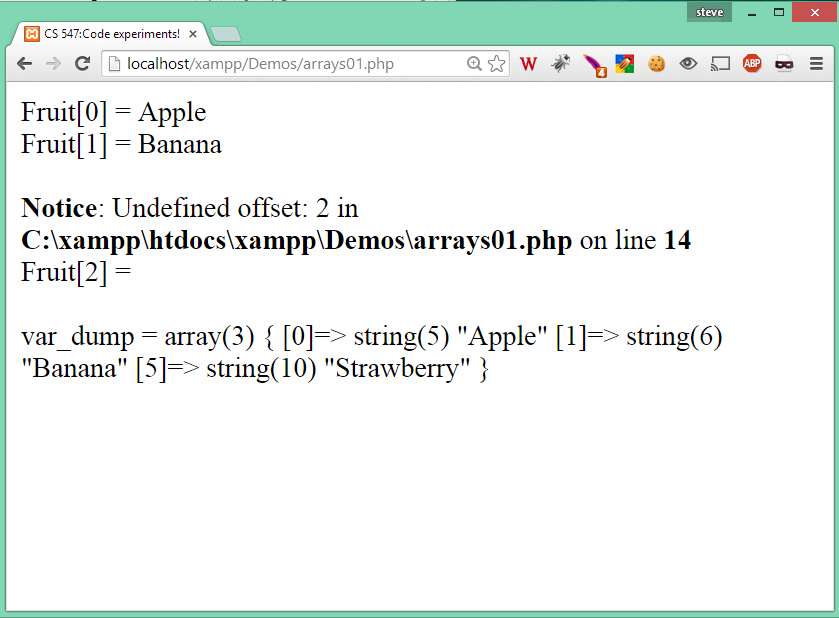 steve
CS 547:Code experiments!
localhost/xampp/Demos/arrays01.php
W
4
ABP
Fruit[0] = Apple
Fruit[1] = Banana
Notice: Undefined offset: 2 in
C:\xampp\htdocs\xampp\Demos\arrays01.php on line 14
Fruit[2] =
var_dump = array(3) { [0]=> string(5) "Apple" [1]=> string(6)
"Banana" [5]=> string(10) "Strawberry" }